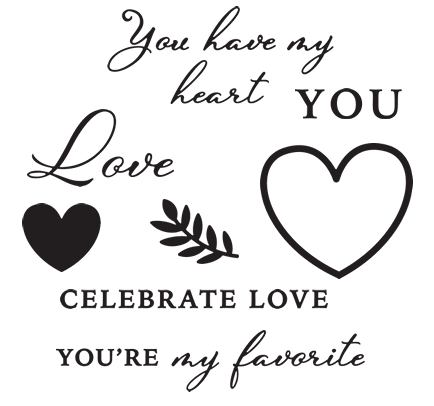 You have my
heart
YOU
Love
CELEBRATE LOVE
YOU'RE my favorite